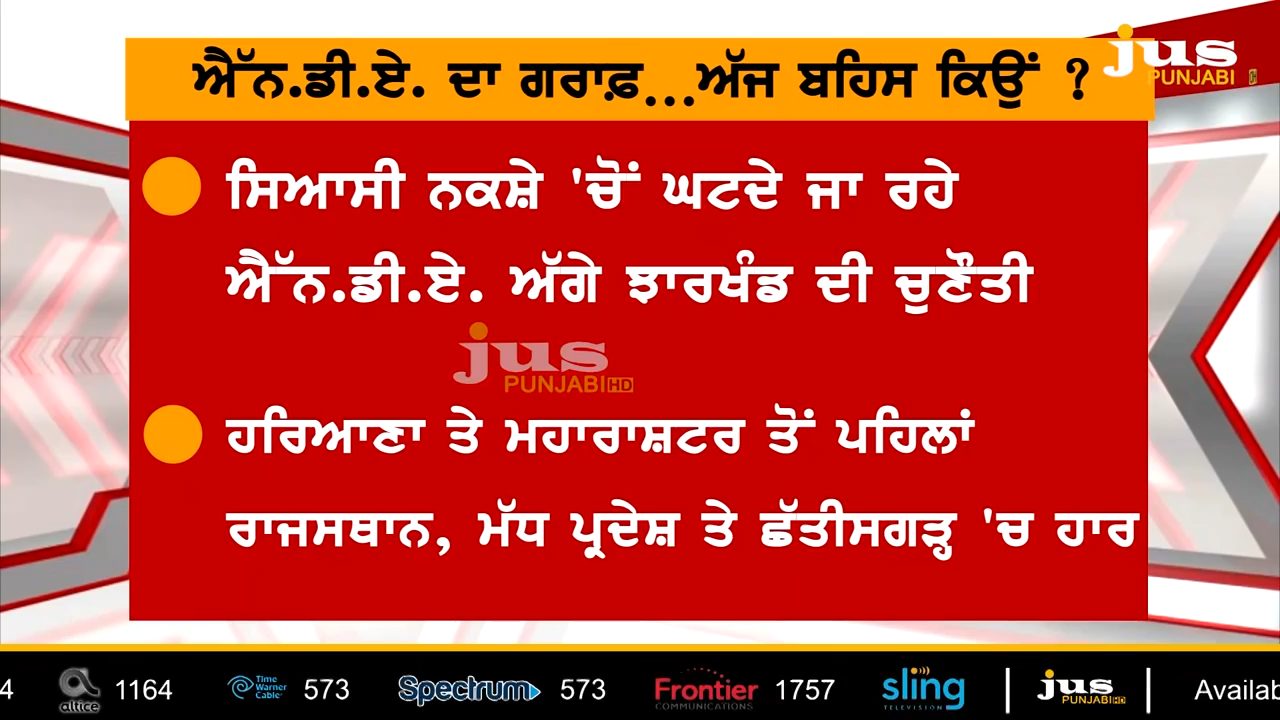 ਐੱਨ.ਡੀ.ਏ. ਦਾ ਗਰਾਫ਼...ਅੱਜ ਬਹਿਸ ਕਿਉਂ ?
jus
PUNJABI
ਸਿਆਸੀ ਨਕਸ਼ੇ 'ਚੋਂ ਘਟਦੇ ਜਾ ਰਹੇ
ਐੱਨ.ਡੀ.ਏ. ਅੱਗੇ ਝਾਰਖੰਡ ਦੀ ਚੁਣੌਤੀ
jus
PUNJABI HD
ਹਰਿਆਣਾ ਤੇ ਮਹਾਰਾਸ਼ਟਰ ਤੋਂ ਪਹਿਲਾਂ
ਰਾਜਸਥਾਨ, ਮੱਧ ਪ੍ਰਦੇਸ਼ ਤੇ ਛੱਤੀਸਗੜ੍ਹ 'ਚ ਹਾਰ
4 altice 1164 Time Warner Cable 573 Spectrum 573 Frontier COMMUNICATIONS 1757 sling TELEVISION | jus PUNJABI HD | Availab